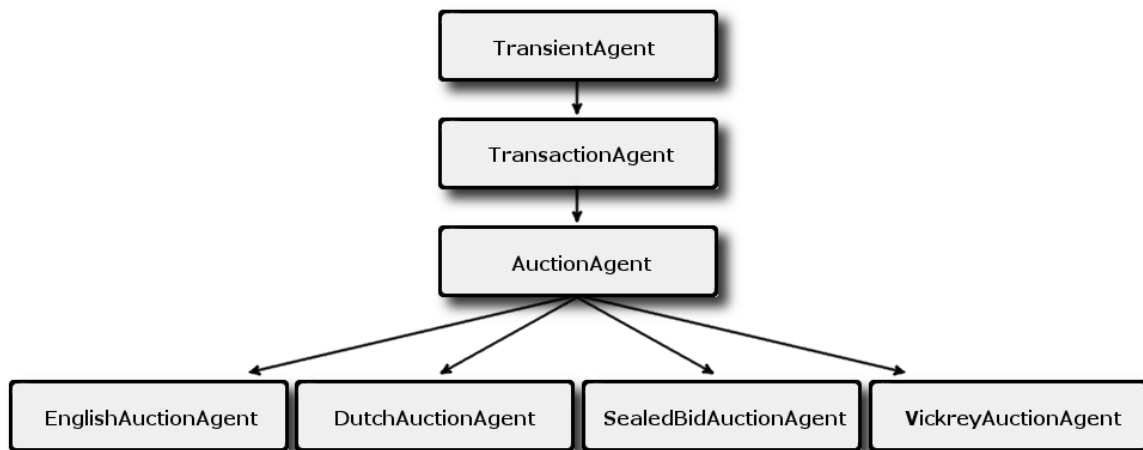 TransientAgent
TransactionAgent
AuctionAgent
EnglishAuctionAgent DutchAuctionAgent SealedBidAuctionAgent VickreyAuctionAgent